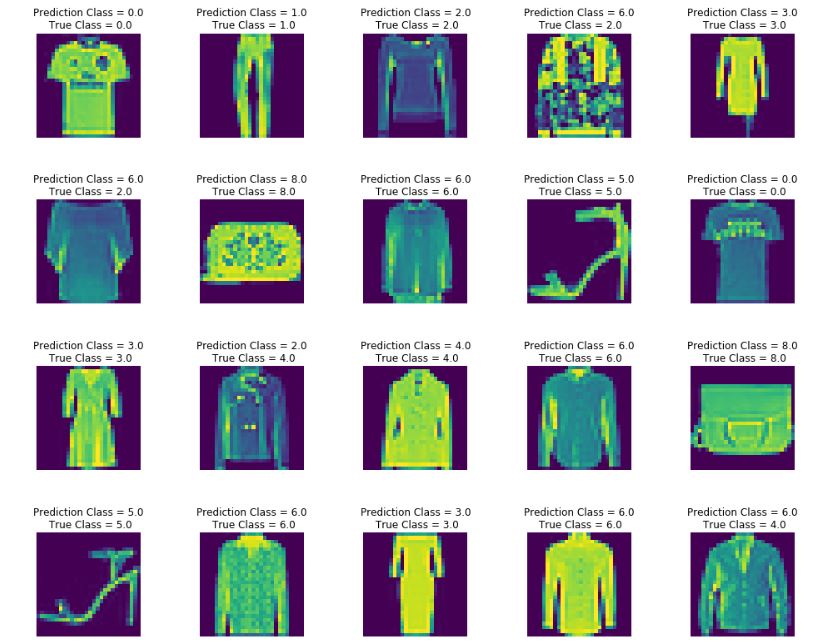 Prediction Class = 0.0
True Class = 0.0
Prediction Class = 1.0
True Class = 1.0
Prediction Class = 2.0
True Class = 2.0
Prediction Class = 6.0
True Class = 2.0
Prediction Class = 3.0
True Class = 3.0
Prediction Class = 6.0
True Class = 2.0
Prediction Class = 8.0
True Class = 8.0
Prediction Class = 6.0
True Class = 6.0
Prediction Class = 5.0
True Class = 5.0
Prediction Class = 0.0
True Class = 0.0
Prediction Class = 3.0
True Class = 3.0
Prediction Class = 2.0
True Class = 4.0
Prediction Class = 4.0
True Class = 4.0
Prediction Class = 6.0
True Class = 6.0
Prediction Class = 8.0
True Class = 8.0
Prediction Class = 5.0
True Class = 5.0
Prediction Class = 6.0
True Class = 6.0
Prediction Class = 3.0
True Class = 3.0
Prediction Class = 6.0
True Class = 6.0
Prediction Class = 6.0
True Class = 4.0